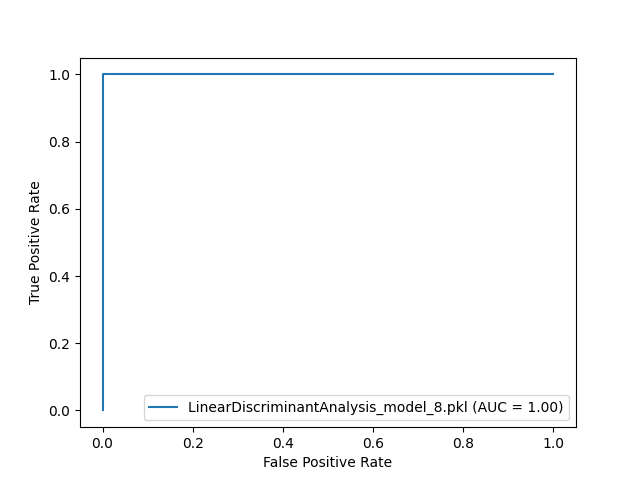 1.0
0.8
0.6
0.4
0.2
0.0
True Positive Rate
LinearDiscriminantAnalysis_model_8.pkl (AUC = 1.00)
0.0 0.2 0.4 0.6 0.8 1.0
False Positive Rate